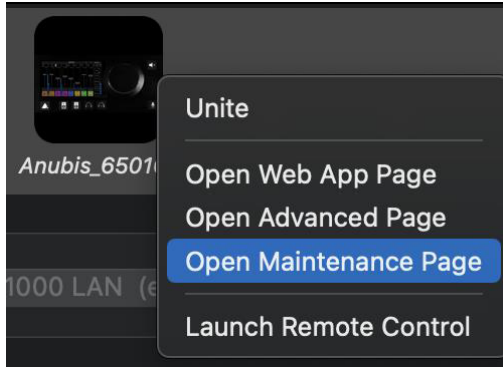 Unite
Anubis_6501
Open Web App Page
Open Advanced Page
Open Maintenance Page
1000 LAN (e
Launch Remote Control